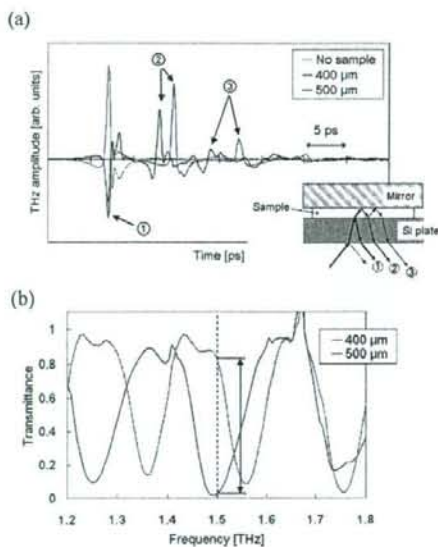 (a)
THz amplitude [arb. units]
②
③
No sample
400 μm
500 μm
5 ps
①
Time [ps]
Mirror
Sample
Si plate
① ② ③
(b)
Transmittance
1
0.8
0.6
0.4
0.2
0
400 μm
500 μm
1.2 1.3 1.4 1.5 1.6 1.7 1.8
Frequency [THz]